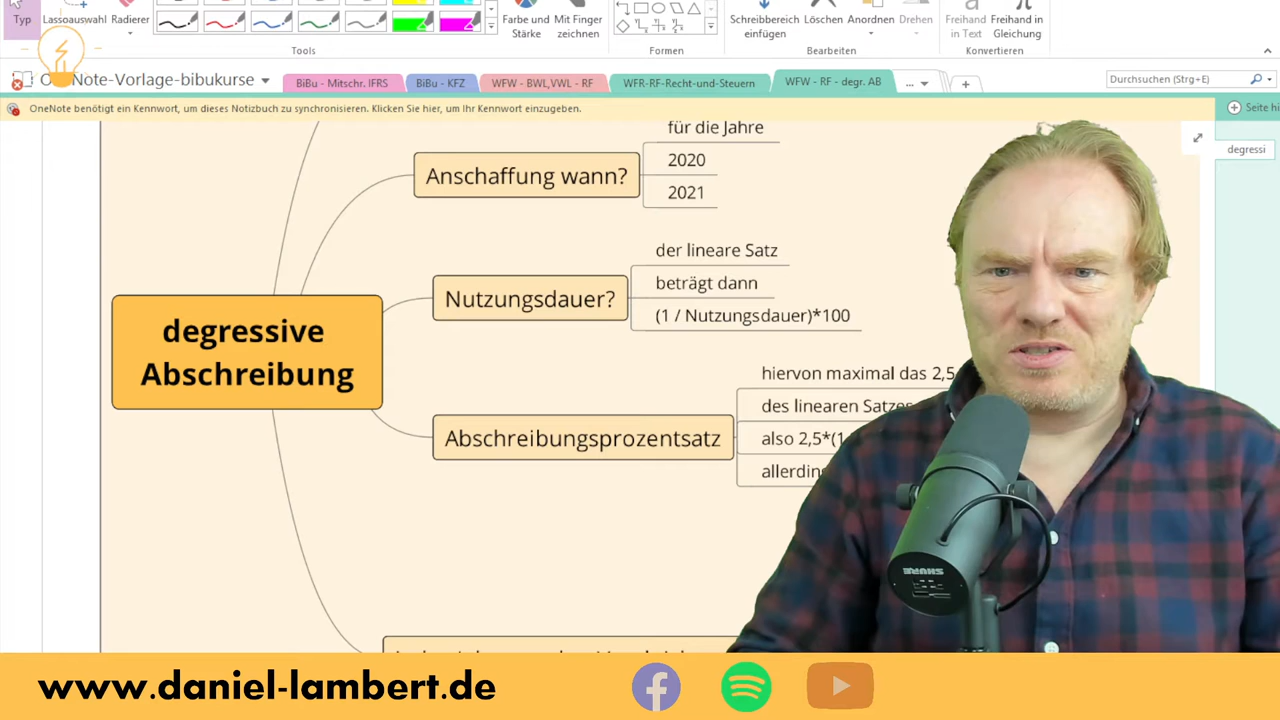 Typ
Lassoauswahl
Radierer
Farbe und
Stärke
Mit Finger
zeichnen
Schreibbereich
einfügen
Löschen
Anordnen
Drehen
Freihand
in Text
Freihand in
Gleichung
Tools
Formen
Bearbeiten
Konvertieren
Note-Vorlage-bibukurse
BiBu - Mitschr. IFRS
BiBu - KFZ
WFW - BWL,VWL - RF
WFR-RF-Recht-und-Steuern
WFW - RF - degr. AB
...
Durchsuchen (Strg+E)
OneNote benötigt ein Kennwort, um dieses Notizbuch zu synchronisieren. Klicken Sie hier, um Ihr Kennwort einzugeben.
Seite hi
degressi
für die Jahre
Anschaffung wann?
2020
2021
der lineare Satz
Nutzungsdauer?
beträgt dann
(1 / Nutzungsdauer)*100
degressive
Abschreibung
hiervon maximal das 2,5
des linearen Satzes
Abschreibungsprozentsatz
also 2,5*(1
allerdin
SHURE
www.daniel-lambert.de